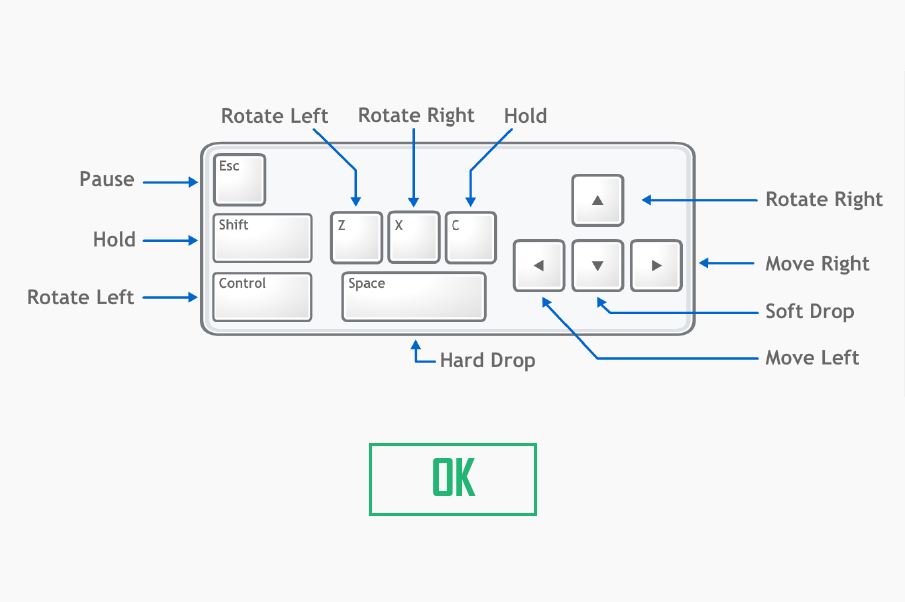 Rotate Left
Rotate Right
Hold
Pause
Esc
Rotate Right
Hold
Shift
Z
X
C
Move Right
Rotate Left
Control
Space
Soft Drop
Hard Drop
Move Left
OK